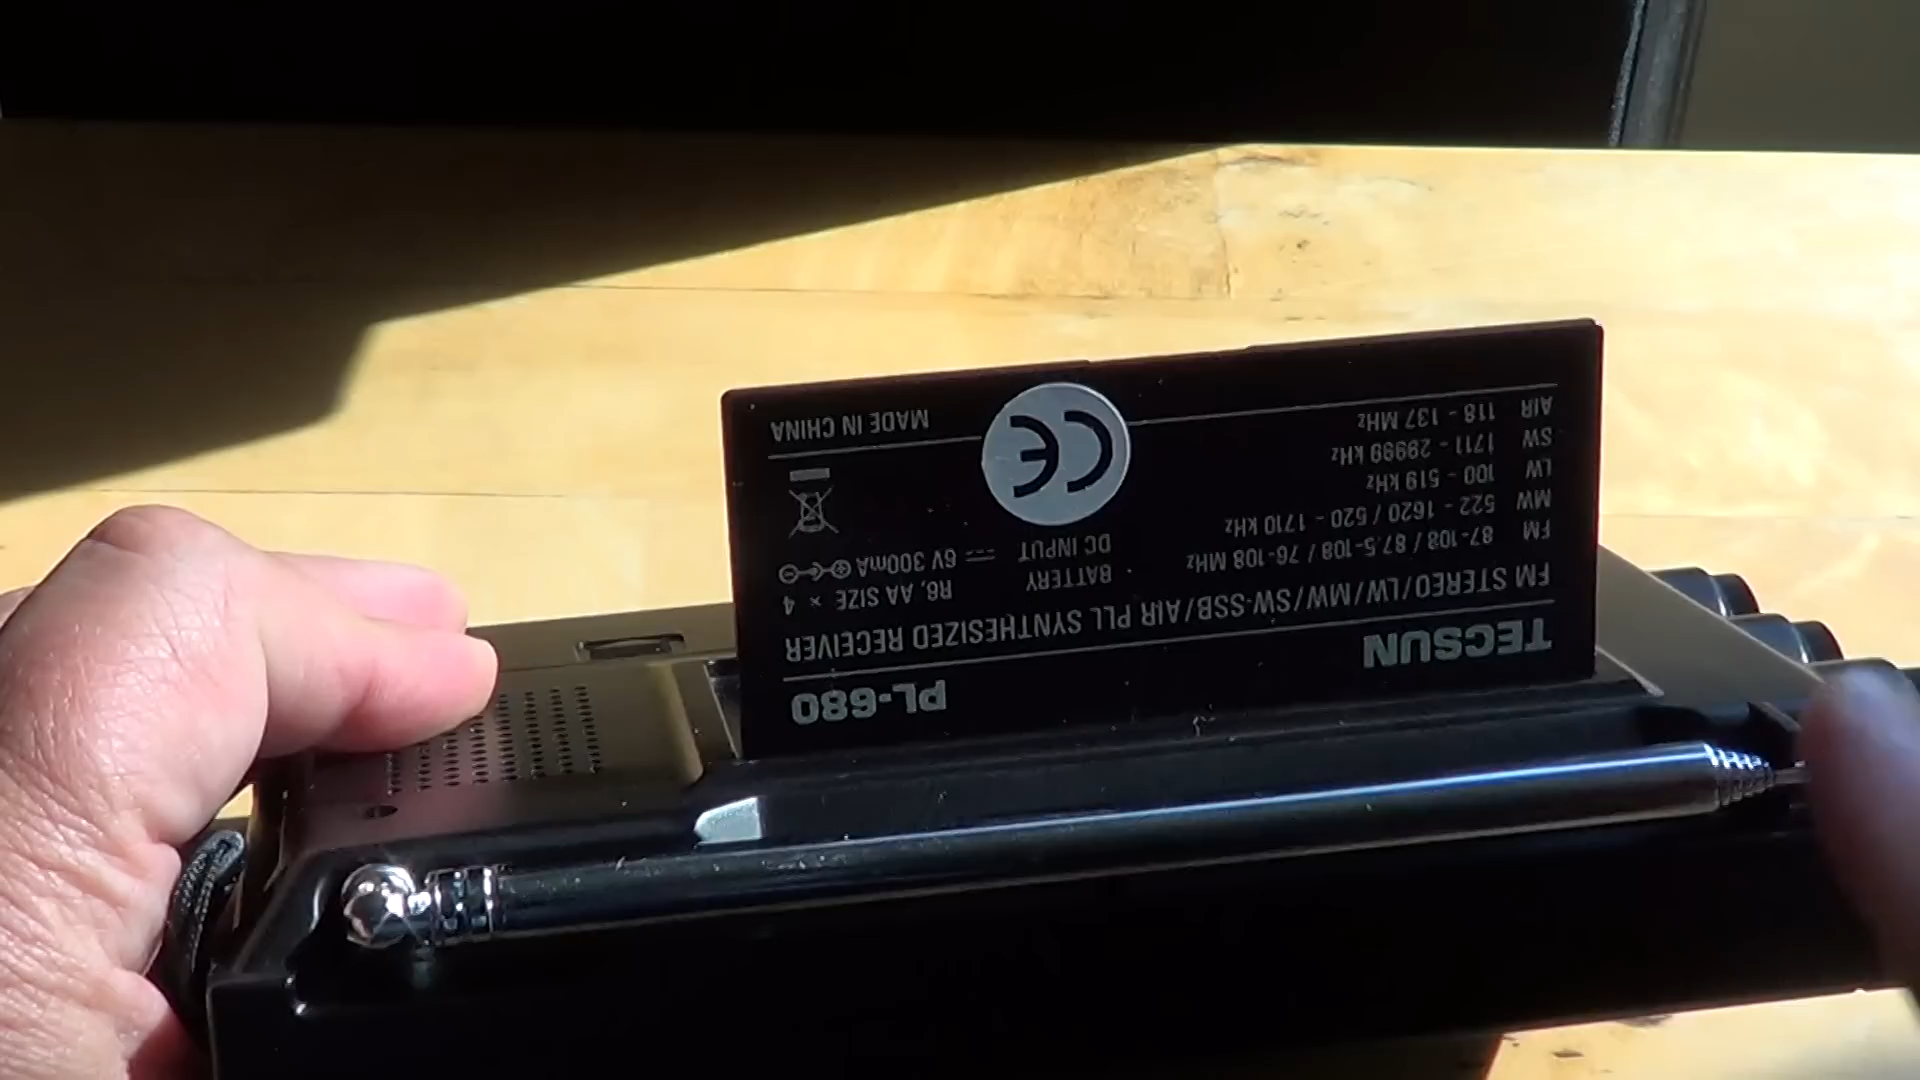 TECSUN PL-680
FM STEREO/LW/MW/SW-SSB/AIR PLL SYNTHESIZED RECEIVER
FM 87-108 / 87.5-108 / 76-108 MHz
MW 522 - 1620 / 520 - 1710 kHz
LW 100 - 519 kHz
SW 1711 - 29999 kHz
AIR 118 - 137 MHz
BATTERY R6, AA SIZE × 4
DC INPUT 6V 300mA
CE
MADE IN CHINA